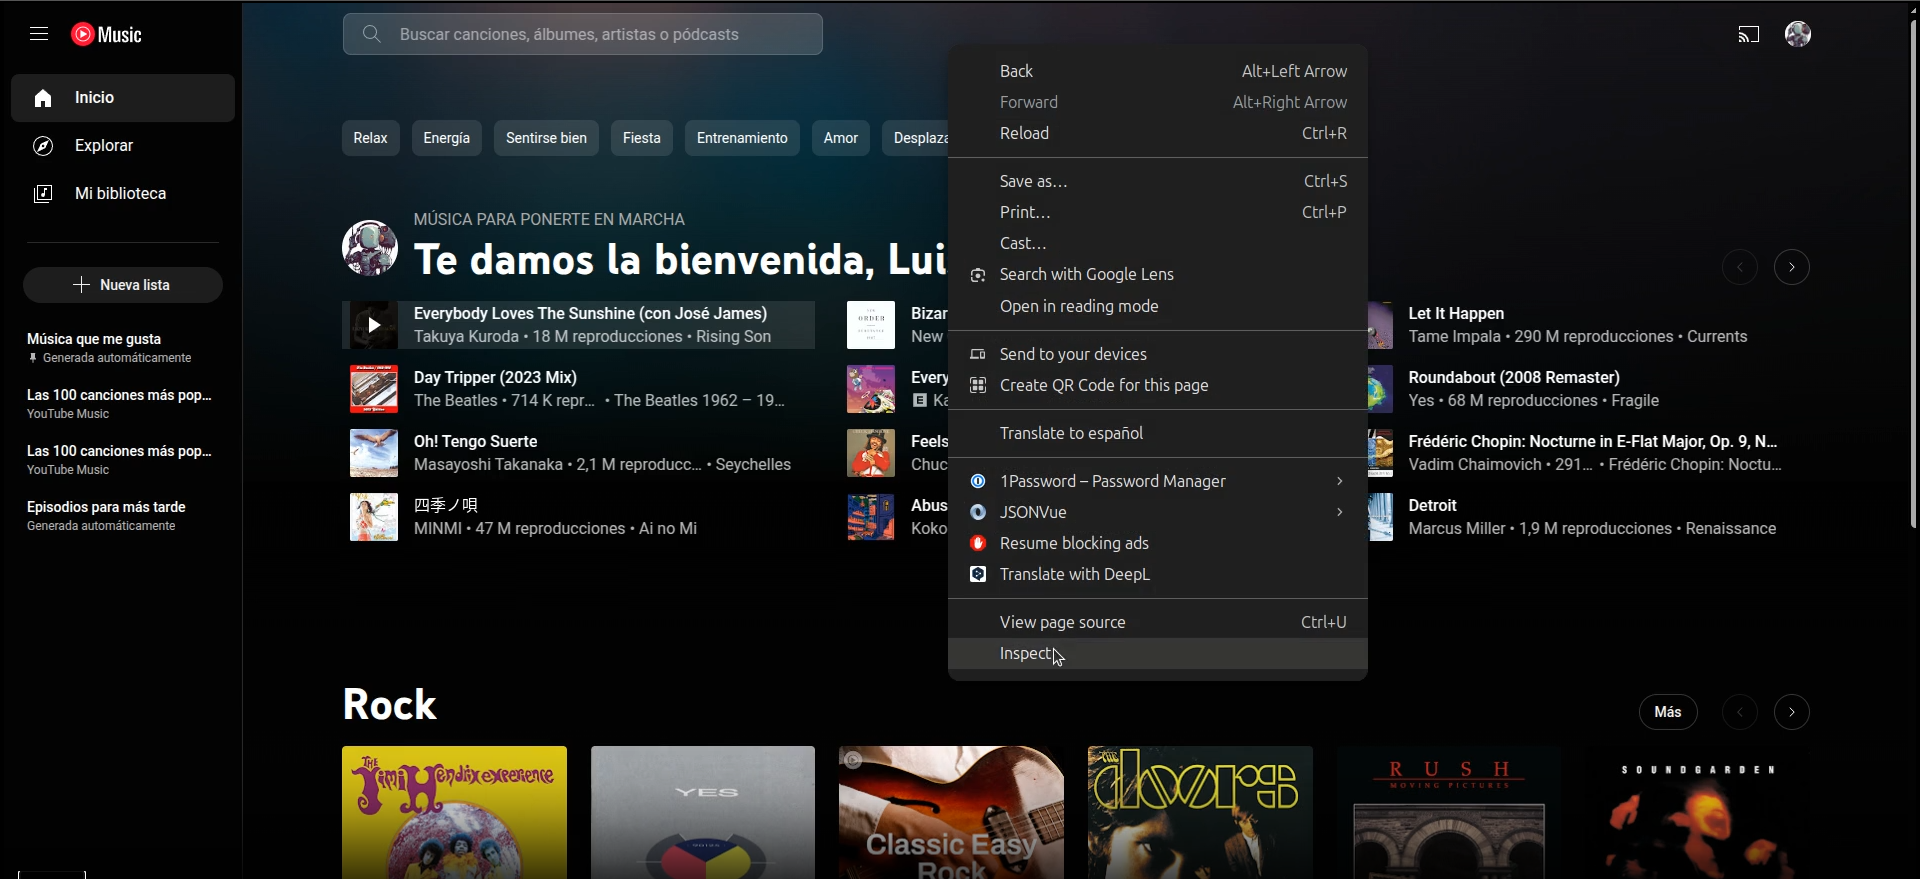 Music
Buscar canciones, álbumes, artistas o pódcasts
Inicio
Explorar
Mi biblioteca
Nueva lista
Música que me gusta
Generada automáticamente
Las 100 canciones más pop...
YouTube Music
Las 100 canciones más pop...
YouTube Music
Episodios para más tarde
Generada automáticamente
Relax
Energía
Sentirse bien
Fiesta
Entrenamiento
Amor
Desplaza
MÚSICA PARA PONERTE EN MARCHA
Te damos la bienvenida, Lui
Everybody Loves The Sunshine (con José James)
Takuya Kuroda • 18 M reproducciones • Rising Son
Day Tripper (2023 Mix)
The Beatles • 714 K repr... • The Beatles 1962 – 19...
Oh! Tengo Suerte
Masayoshi Takanaka • 2,1 M reproducc... • Seychelles
四季ノ唄
MINMI • 47 M reproducciones • Ai no Mi
ORDER
Bizar
New
Every
E Ka
Feels
Chuc
Abus
Koko
Back Alt+Left Arrow
Forward Alt+Right Arrow
Reload Ctrl+R
Save as... Ctrl+S
Print... Ctrl+P
Cast...
Search with Google Lens
Open in reading mode
Send to your devices
Create QR Code for this page
Translate to español
1Password – Password Manager
JSONVue
Resume blocking ads
Translate with DeepL
View page source Ctrl+U
Inspect
Let It Happen
Tame Impala • 290 M reproducciones • Currents
Roundabout (2008 Remaster)
Yes • 68 M reproducciones • Fragile
Frédéric Chopin: Nocturne in E-Flat Major, Op. 9, N...
Vadim Chaimovich • 291... • Frédéric Chopin: Noctu...
Detroit
Marcus Miller • 1,9 M reproducciones • Renaissance
Rock
Más
THE
Jimi Hendrix experience
YES
Classic Easy
Rock
THE
doors
RUSH
MOVING PICTURES
SOUNDGARDEN